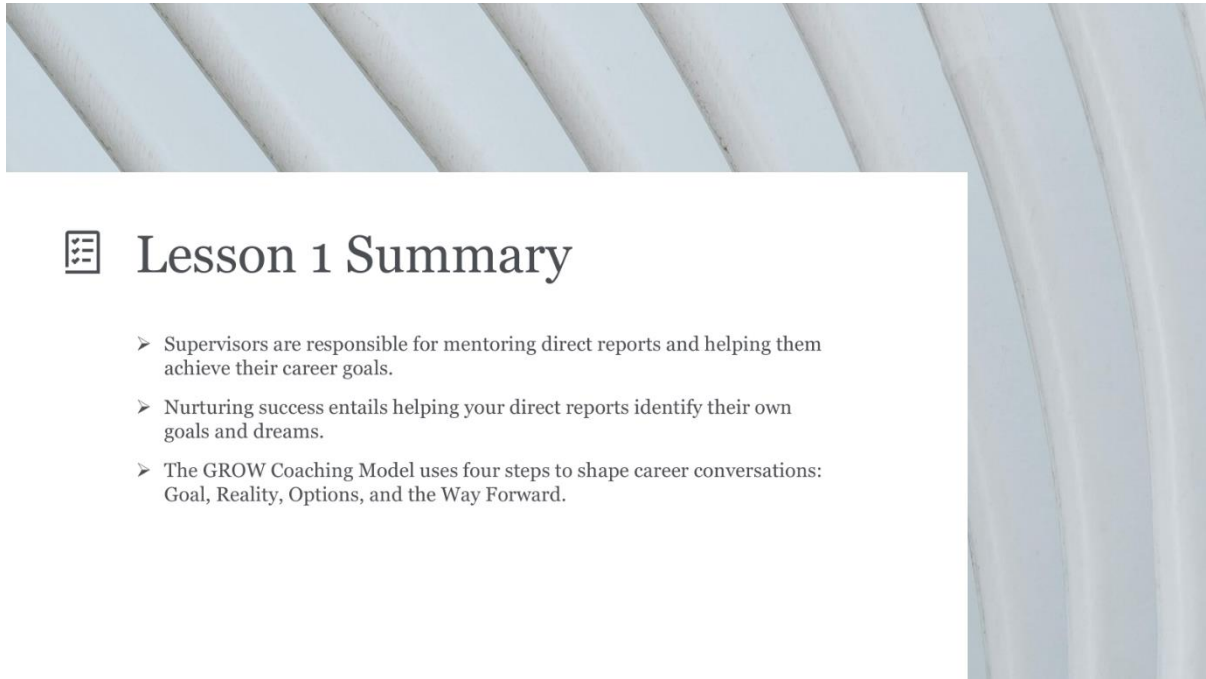 Lesson 1 Summary
➢ Supervisors are responsible for mentoring direct reports and helping them
achieve their career goals.
➢ Nurturing success entails helping your direct reports identify their own
goals and dreams.
➢ The GROW Coaching Model uses four steps to shape career conversations:
Goal, Reality, Options, and the Way Forward.